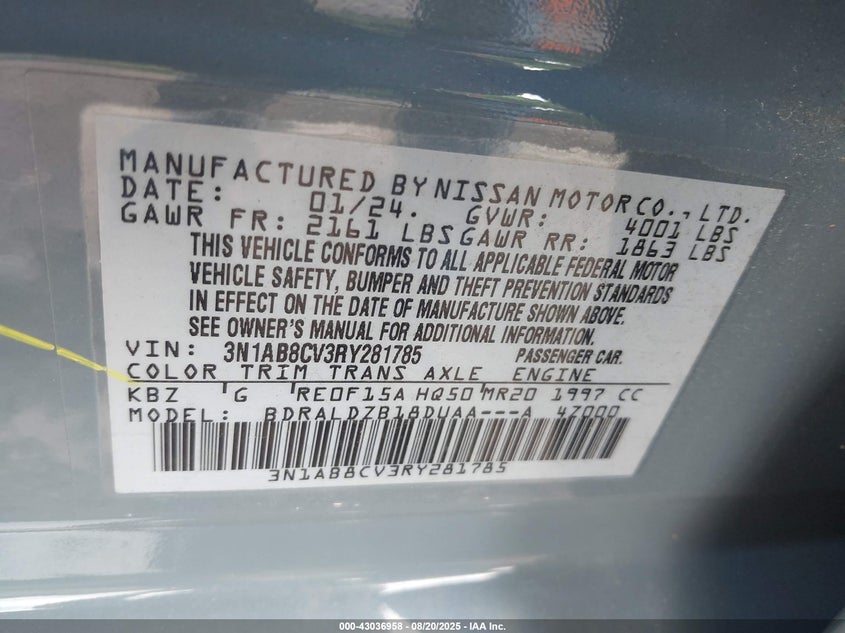 MANUFACTURED BY NISSAN MOTOR CO., LTD.
DATE: 01/24. GVWR: 4001 LBS
GAWR FR: 2161 LBS GAWR RR: 1863 LBS
THIS VEHICLE CONFORMS TO ALL APPLICABLE FEDERAL MOTOR
VEHICLE SAFETY, BUMPER AND THEFT PREVENTION STANDARDS
IN EFFECT ON THE DATE OF MANUFACTURE SHOWN ABOVE.
SEE OWNER'S MANUAL FOR ADDITIONAL INFORMATION.
VIN: 3N1AB8CV3RY281785 PASSENGER CAR.
COLOR TRIM TRANS AXLE ENGINE
KBZ G RE0F15A HQ50 MR20 1997 CC
MODEL: BDRALDZB18DUAA---A 4Z000
3N1AB8CV3RY281785
000-43036958 - 08/20/2025 - IAA Inc.